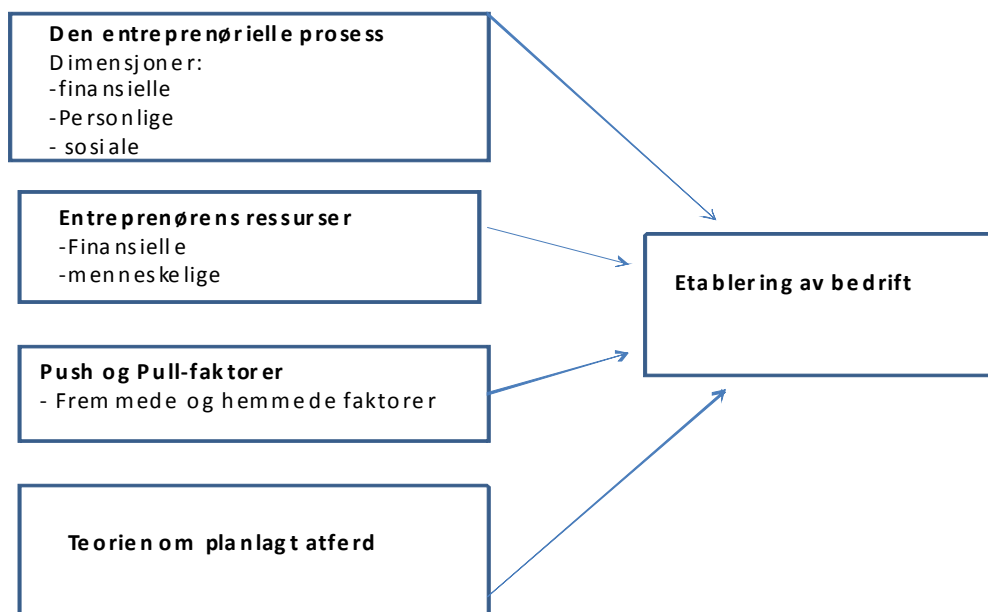 Den entreprenørielle prosess
Dimensjoner:
-finansielle
-Personlige
- sosiale
Entreprenørens ressurser
-Finansielle
-menneskelige
Push og Pull-faktorer
- Fremmede og hemmede faktorer
Teorien om planlagt atferd
Etablering av bedrift